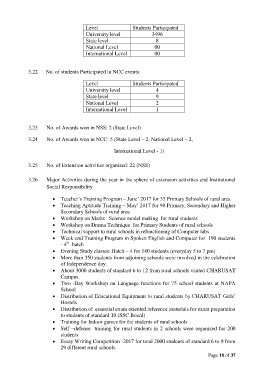 Level Students Participated
University level 3496
State level 8
National Level 00
International Level 00
3.22 No. of students Participated in NCC events:
Level Students Participated
University level 4
State level 9
National Level 2
International Level 1
3.23 No. of Awards won in NSS: 2 (State Level)
3.24 No. of Awards won in NCC: 5 (State Level – 2, National Level – 2,
International Level - 1)
3.25 No. of Extension activities organized: 22 (NSS)
3.26 Major Activities during the year in the sphere of extension activities and Institutional
Social Responsibility
• Teacher's Training Program – June' 2017 for 35 Primary Schools of rural area
• Teaching Aptitude Training – May' 2017 for 90 Primary, Secondary and Higher
Secondary Schools of rural area
• Workshop on Maths Science model making for rural students
• Workshop on Drama Technique for Primary Students of rural schools
• Technical support to rural schools in refunctioning of Computer labs
• Week-end Training Program in Spoken English and Computer for 190 students
- 4th batch
• Evening Study classes: Batch – 4 for 340 students (everyday 5 to 7 pm)
• More than 350 students from adjoining schools were involved in the celebration
of Independence day.
• About 3000 students of standard 6 to 12 from rural schools visited CHARUSAT
Campus.
• Two -Day Workshop on Language functions for 75 school students at NAPA
School
• Distribution of Educational Equipment to rural students by CHARUSAT Girls'
Hostels
• Distribution of essential exam oriented reference materials for exam preparation
to students of standard 10 (SSC Board)
• Training for Indoor games for the students of rural schools
• Self –defense training for rural students in 2 schools were organized for 200
students
• Essay Writing Competition -2017 for total 2800 students of standard 6 to 9 from
29 different rural schools.
Page 16 of 37